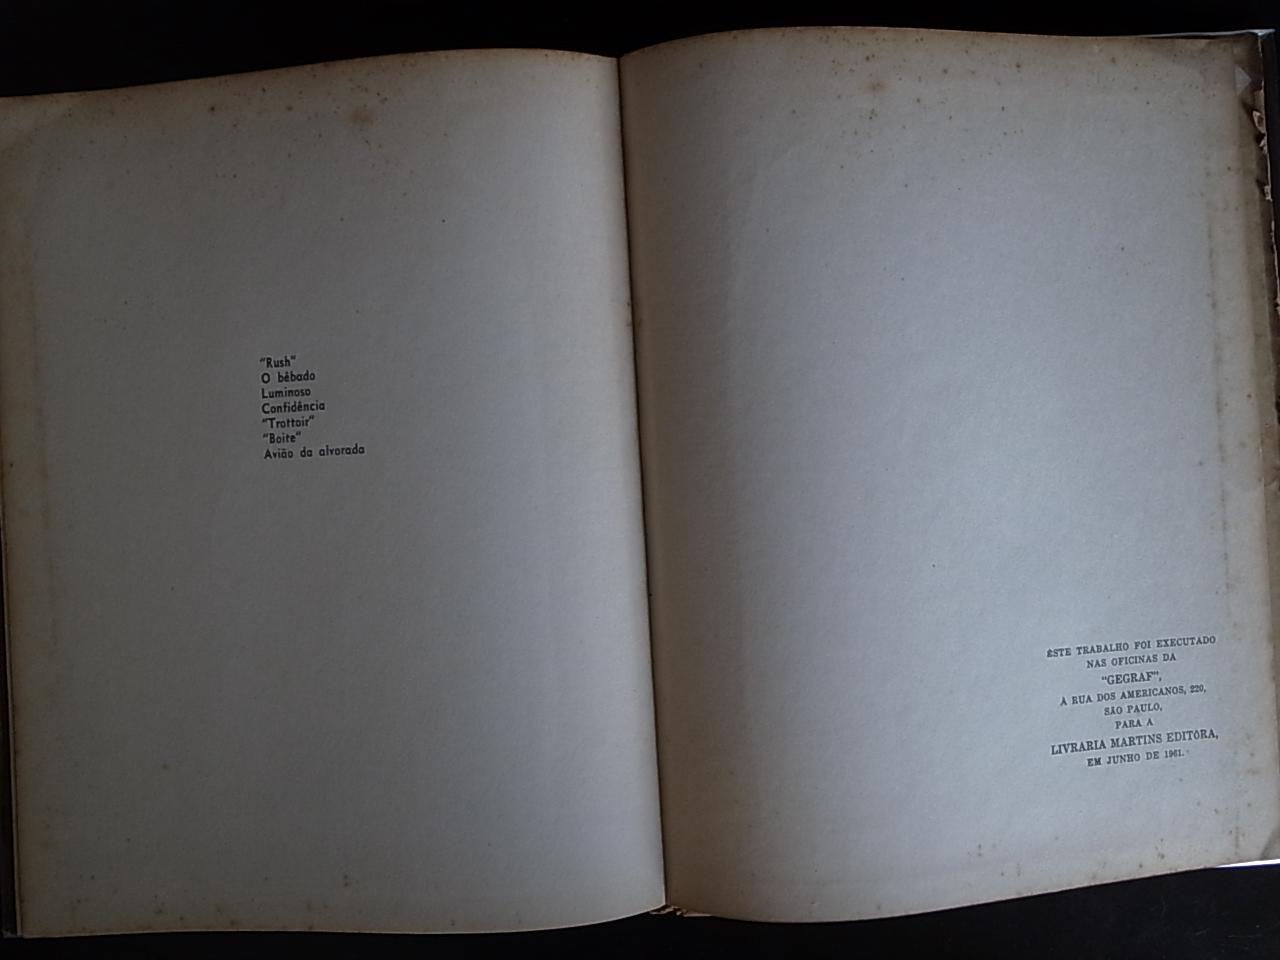 "Rush"
O bêbado
Luminoso
Confidência
"Trottoir"
"Boite"
Avião da alvorada
ÊSTE TRABALHO FOI EXECUTADO
NAS OFICINAS DA
"GEGRAF",
À RUA DOS AMERICANOS, 220,
SÃO PAULO,
PARA A
LIVRARIA MARTINS EDITÔRA,
EM JUNHO DE 1961.